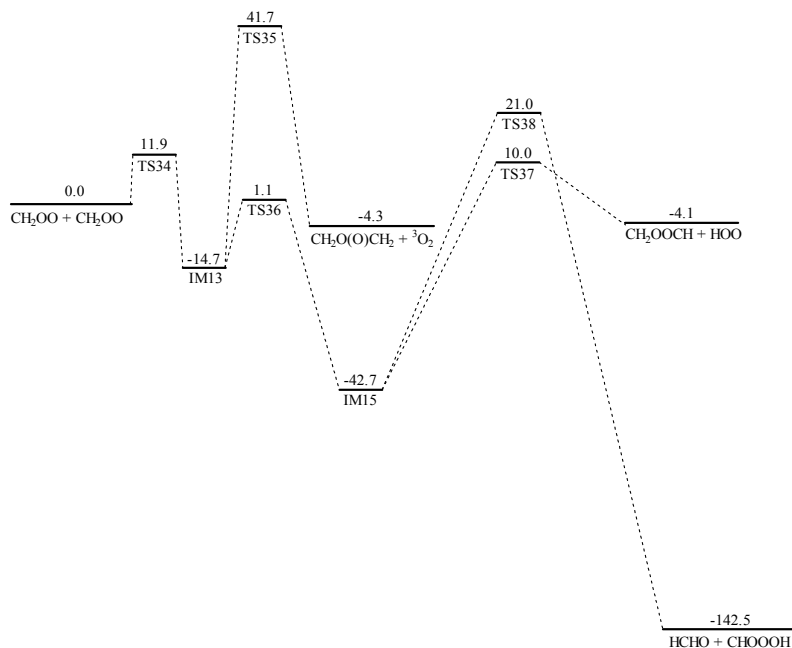 41.7
TS35
21.0
TS38
11.9
TS34
10.0
TS37
0.0
CH₂OO + CH₂OO
1.1
TS36
-4.3
CH₂O(O)CH₂ + ³O₂
-4.1
CH₂OOCH + HOO
-14.7
IM13
-42.7
IM15
-142.5
HCHO + CHOOOH